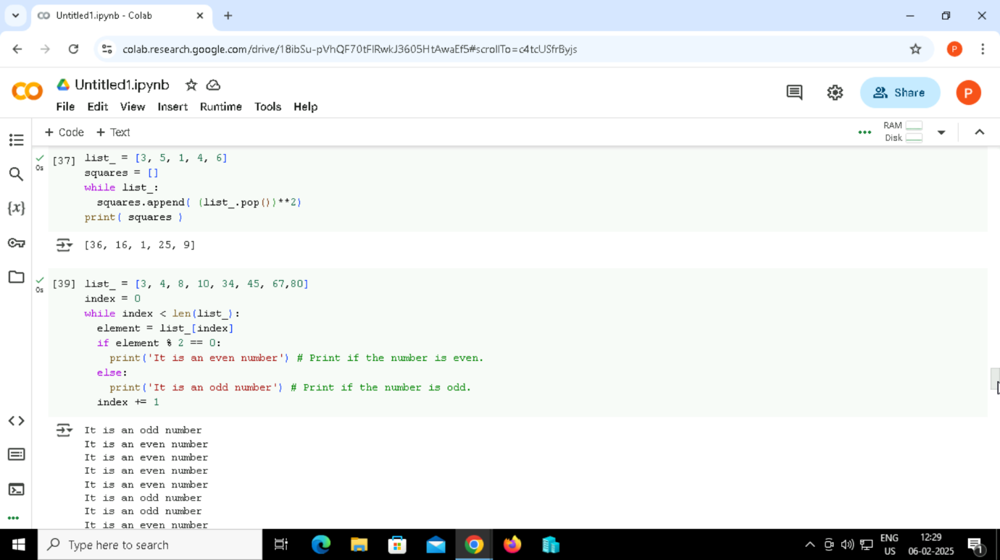 Untitled1.ipynb - Colab
colab.research.google.com/drive/18ibSu-pVhQF70tFlRwkJ3605HtAwaEf5#scrollTo=c4tcUSfrByjs
P
CO Untitled1.ipynb
File Edit View Insert Runtime Tools Help
Share
P
+ Code + Text
RAM
Disk
0s
[37] list_ = [3, 5, 1, 4, 6]
squares = []
while list_:
squares.append( (list_.pop())**2)
print( squares )
[36, 16, 1, 25, 9]
0s
[39] list_ = [3, 4, 8, 10, 34, 45, 67,80]
index = 0
while index < len(list_):
element = list_[index]
if element % 2 == 0:
print('It is an even number') # Print if the number is even.
else:
print('It is an odd number') # Print if the number is odd.
index += 1
It is an odd number
It is an even number
It is an even number
It is an even number
It is an even number
It is an odd number
It is an odd number
It is an even number
{x}
Type here to search
ENG
US
12:29
06-02-2025
1